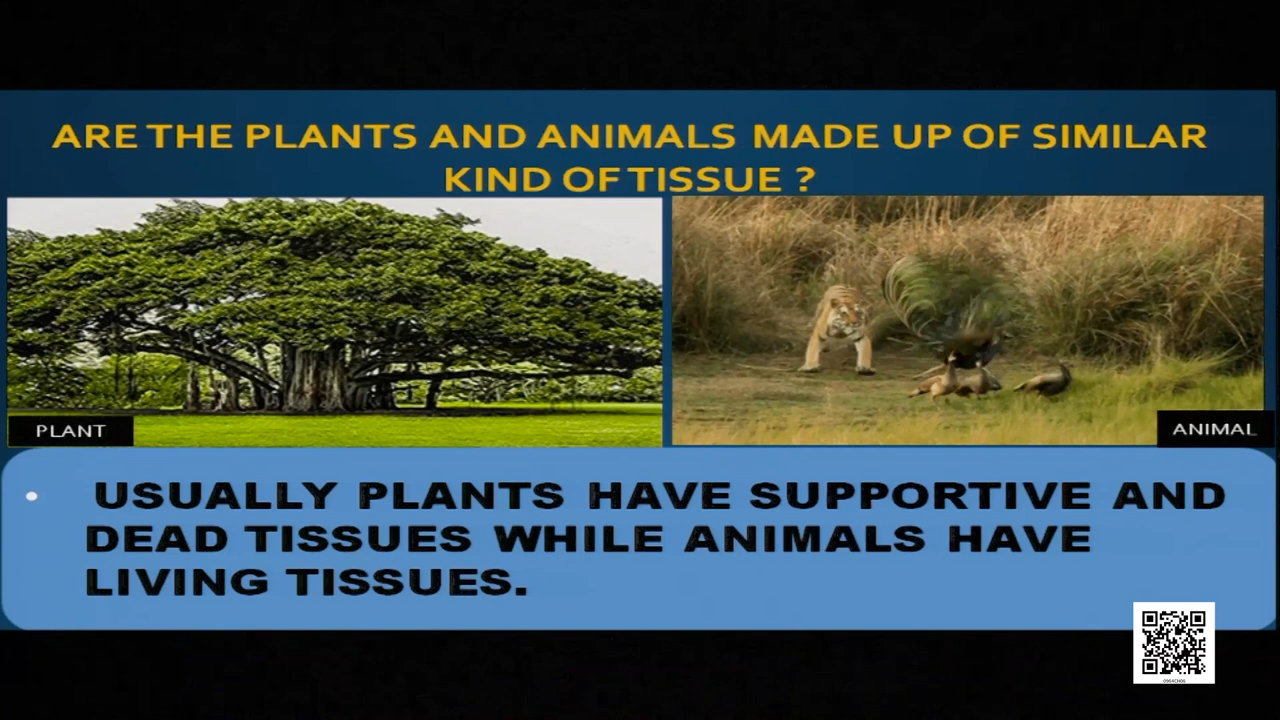 ARE THE PLANTS AND ANIMALS MADE UP OF SIMILAR
KIND OF TISSUE ?
PLANT
ANIMAL
• USUALLY PLANTS HAVE SUPPORTIVE AND
DEAD TISSUES WHILE ANIMALS HAVE
LIVING TISSUES.